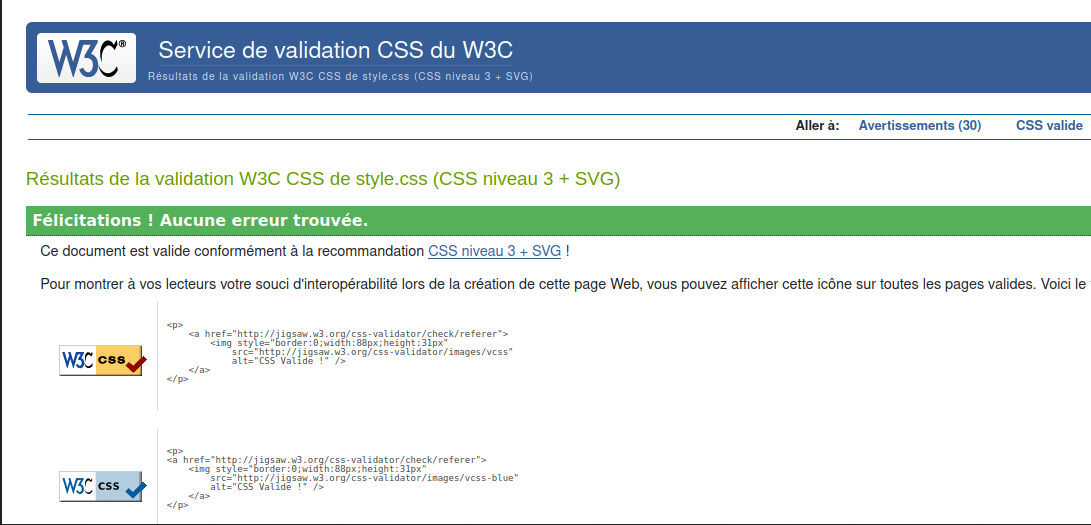 W3C®
Service de validation CSS du W3C
Résultats de la validation W3C CSS de style.css (CSS niveau 3 + SVG)
Aller à: Avertissements (30) CSS valide
Résultats de la validation W3C CSS de style.css (CSS niveau 3 + SVG)
Félicitations ! Aucune erreur trouvée.
Ce document est valide conformément à la recommandation CSS niveau 3 + SVG !
Pour montrer à vos lecteurs votre souci d'interopérabilité lors de la création de cette page Web, vous pouvez afficher cette icône sur toutes les pages valides. Voici le
<p>
<a href="http://jigsaw.w3.org/css-validator/check/referer">
<img style="border:0;width:88px;height:31px"
src="http://jigsaw.w3.org/css-validator/images/vcss"
alt="CSS Valide !" />
</a>
</p>
W3C css
<p>
<a href="http://jigsaw.w3.org/css-validator/check/referer">
<img style="border:0;width:88px;height:31px"
src="http://jigsaw.w3.org/css-validator/images/vcss-blue"
alt="CSS Valide !" />
</a>
</p>
W3C css